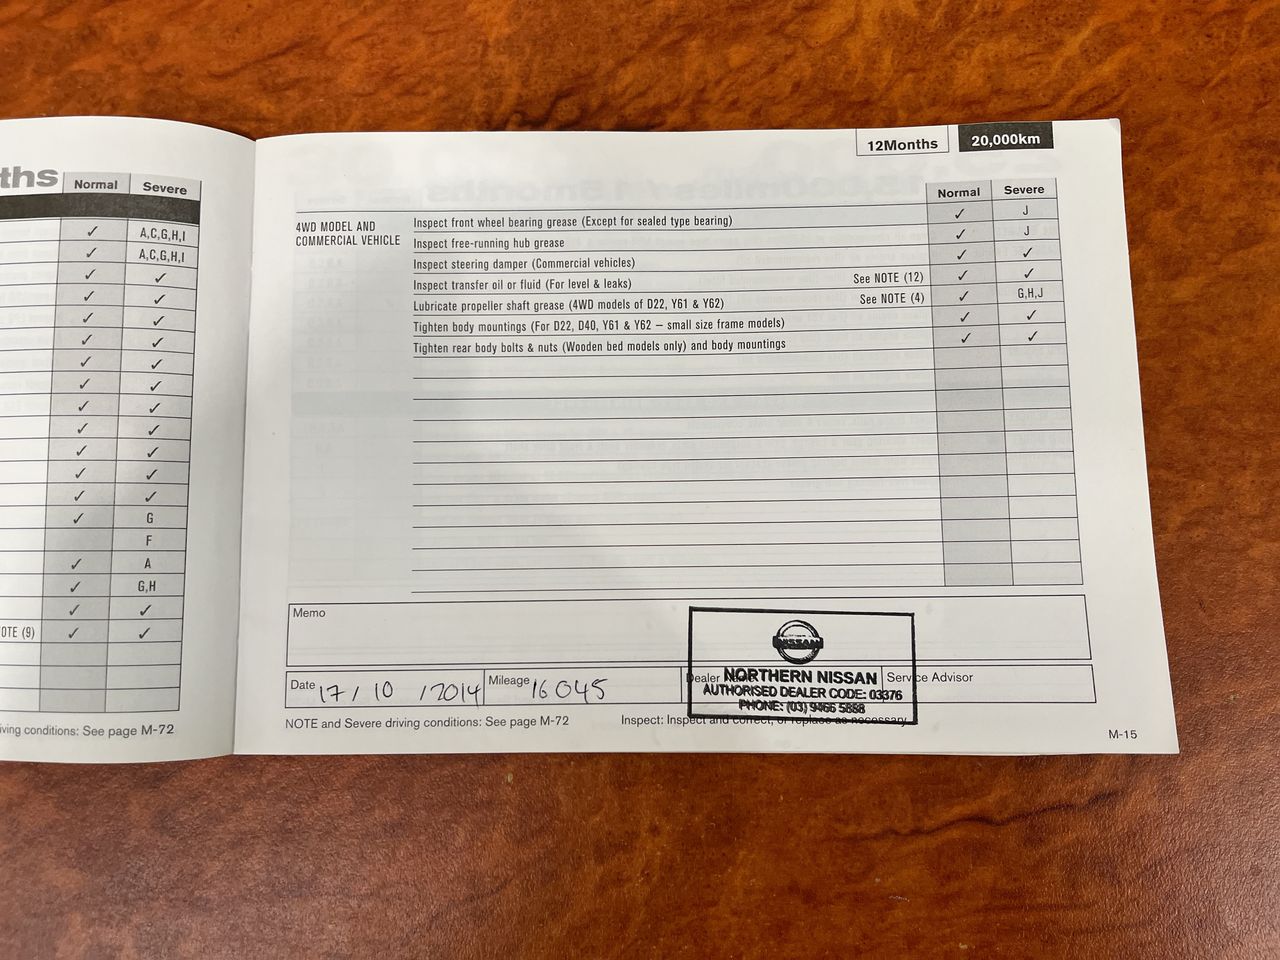 ths
Normal Severe
✓ A,C,G,H,I
✓ A,C,G,H,I
✓ ✓
✓ ✓
✓ ✓
✓ ✓
✓ ✓
✓ ✓
✓ ✓
✓ ✓
✓ ✓
✓ ✓
✓ ✓
✓ G
F
✓ A
✓ G,H
✓ ✓
OTE (9) ✓ ✓
iving conditions: See page M-72
12Months 20,000km
Normal Severe
4WD MODEL AND
COMMERCIAL VEHICLE
Inspect front wheel bearing grease (Except for sealed type bearing) ✓ J
Inspect free-running hub grease ✓ J
Inspect steering damper (Commercial vehicles) ✓ ✓
Inspect transfer oil or fluid (For level & leaks) See NOTE (12) ✓ ✓
Lubricate propeller shaft grease (4WD models of D22, Y61 & Y62) See NOTE (4) ✓ G,H,J
Tighten body mountings (For D22, D40, Y61 & Y62 – small size frame models) ✓ ✓
Tighten rear body bolts & nuts (Wooden bed models only) and body mountings ✓ ✓
Memo
Date 17/10/2014 Mileage 16045 Dealer Service Advisor
NISSAN
NORTHERN NISSAN
AUTHORISED DEALER CODE: 03376
PHONE: (03) 9466 5888
NOTE and Severe driving conditions: See page M-72 Inspect: Inspect and correct, or replace as necessary
M-15